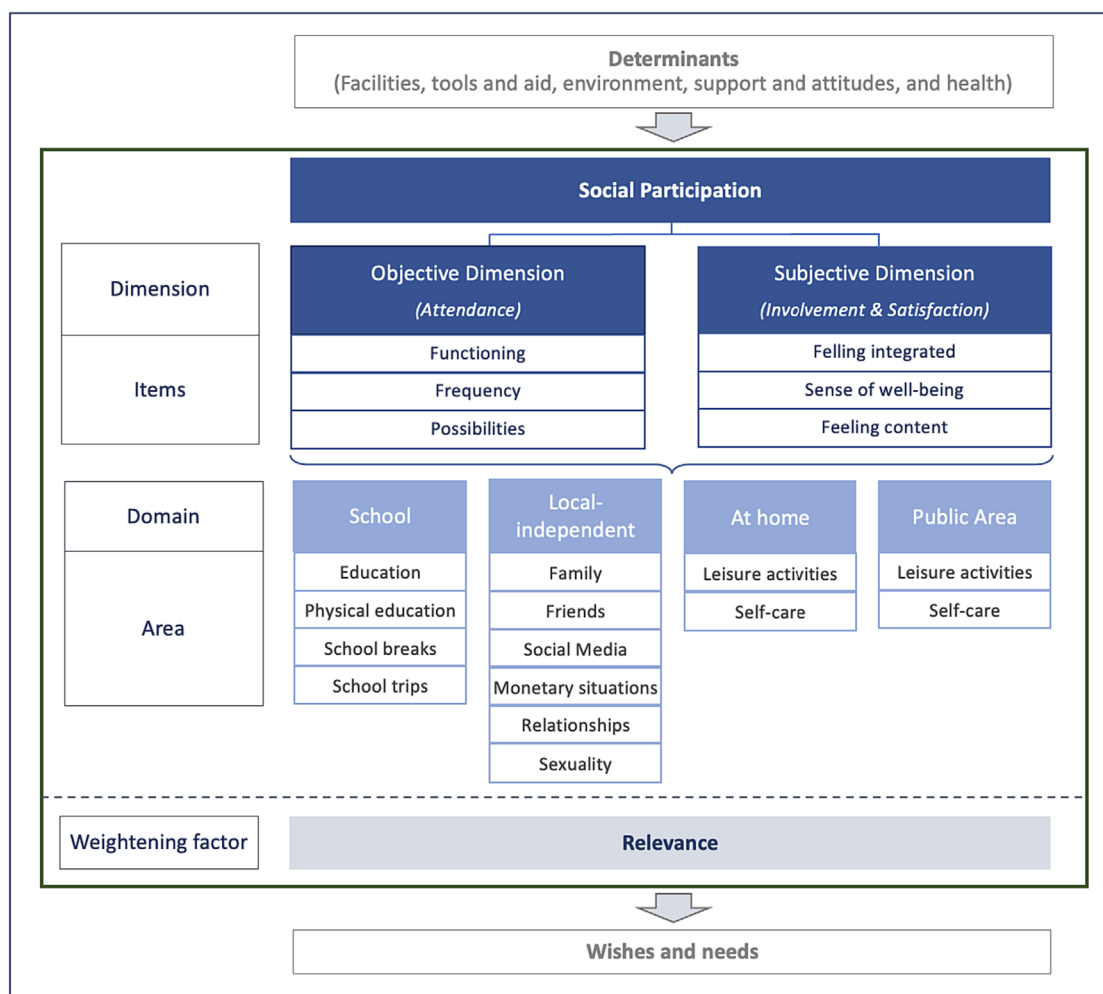 Determinants
(Facilities, tools and aid, environment, support and attitudes, and health)
Social Participation
Dimension
Objective Dimension
(Attendance)
Subjective Dimension
(Involvement & Satisfaction)
Items
Functioning
Frequency
Possibilities
Felling integrated
Sense of well-being
Feeling content
Domain
School
Local-
independent
At home
Public Area
Area
Education
Physical education
School breaks
School trips
Family
Friends
Social Media
Monetary situations
Relationships
Sexuality
Leisure activities
Self-care
Leisure activities
Self-care
Weightening factor
Relevance
Wishes and needs